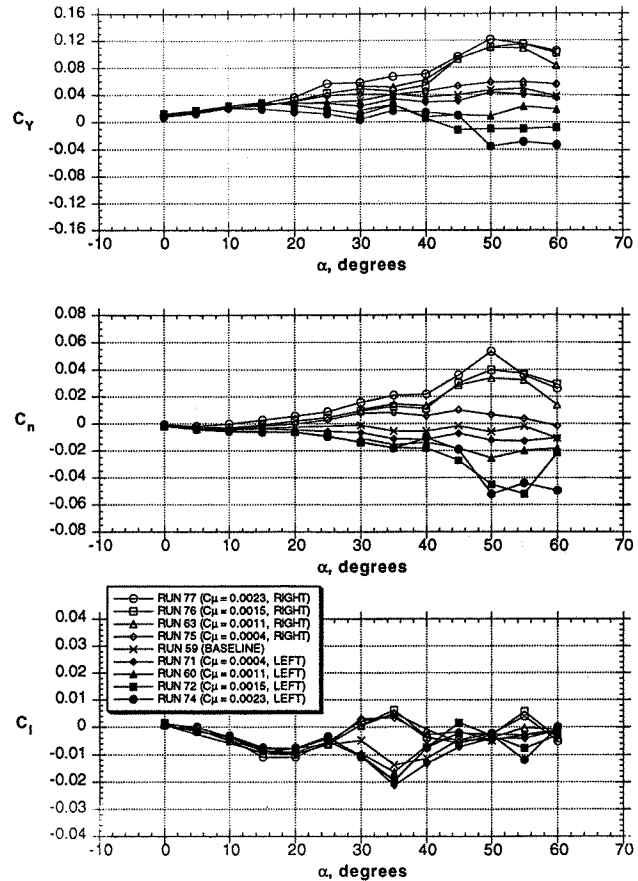 0.16
0.12
0.08
0.04
C_Y
0
-0.04
-0.08
-0.12
-0.16
-10 0 10 20 30 40 50 60 70
α, degrees
0.08
0.06
0.04
0.02
C_n
0
-0.02
-0.04
-0.06
-0.08
-10 0 10 20 30 40 50 60 70
α, degrees
RUN 77 (Cμ = 0.0023, RIGHT)
RUN 76 (Cμ = 0.0015, RIGHT)
RUN 63 (Cμ = 0.0011, RIGHT)
RUN 75 (Cμ = 0.0004, RIGHT)
RUN 59 (BASELINE)
RUN 71 (Cμ = 0.0004, LEFT)
RUN 60 (Cμ = 0.0011, LEFT)
RUN 72 (Cμ = 0.0015, LEFT)
RUN 74 (Cμ = 0.0023, LEFT)
0.04
0.03
0.02
0.01
C_l
0
-0.01
-0.02
-0.03
-0.04
-10 0 10 20 30 40 50 60 70
α, degrees